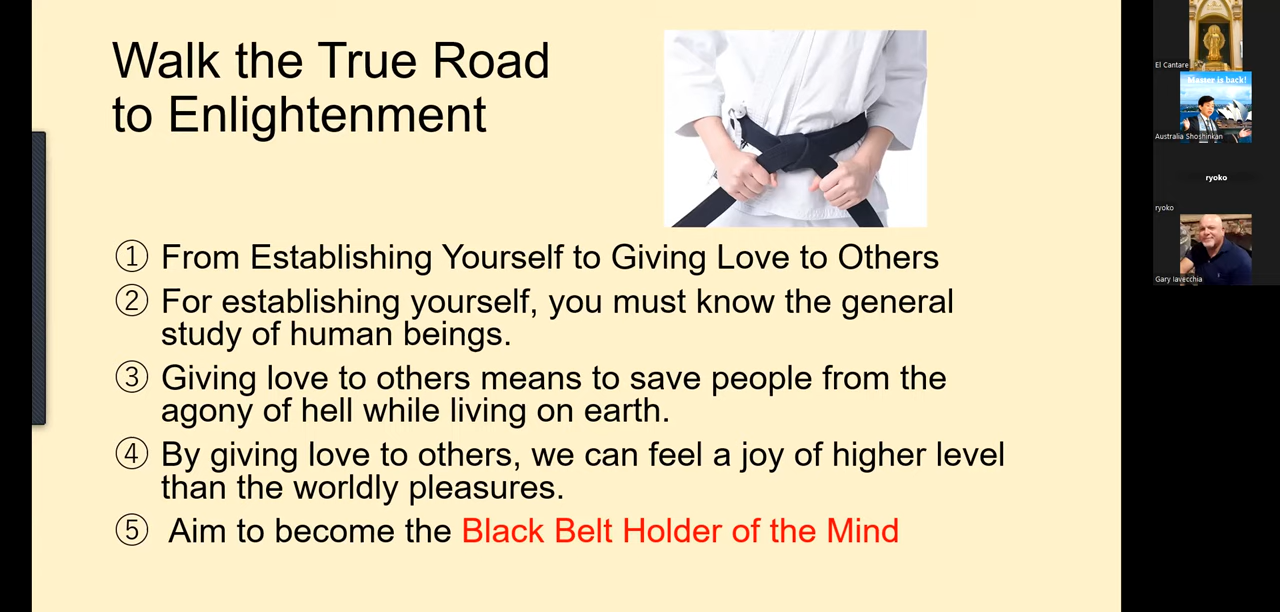 Walk the True Road
to Enlightenment
① From Establishing Yourself to Giving Love to Others
② For establishing yourself, you must know the general
study of human beings.
③ Giving love to others means to save people from the
agony of hell while living on earth.
④ By giving love to others, we can feel a joy of higher level
than the worldly pleasures.
⑤ Aim to become the Black Belt Holder of the Mind
El Cantare
Master is back!
Australia Shoshinkan
ryoko
ryoko
Gary Iavecchia